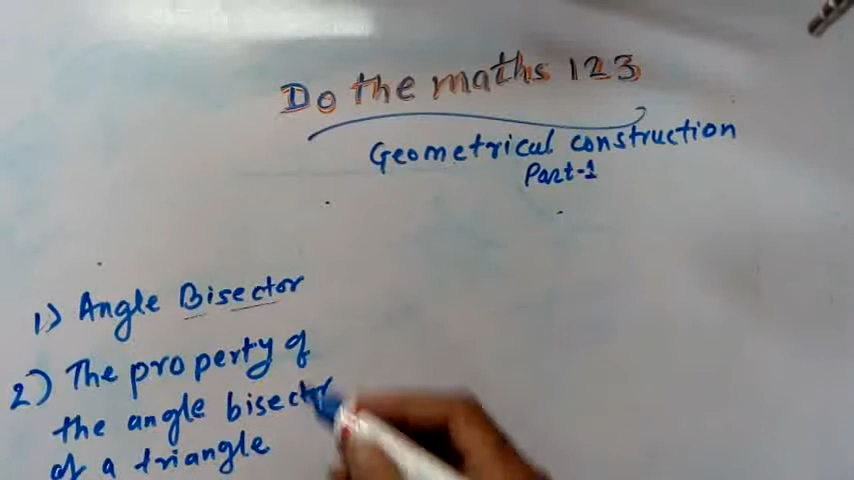 Do the maths 123
Geometrical construction
Part-1
1) Angle Bisector
2) The property of
the angle bisector
of a triangle